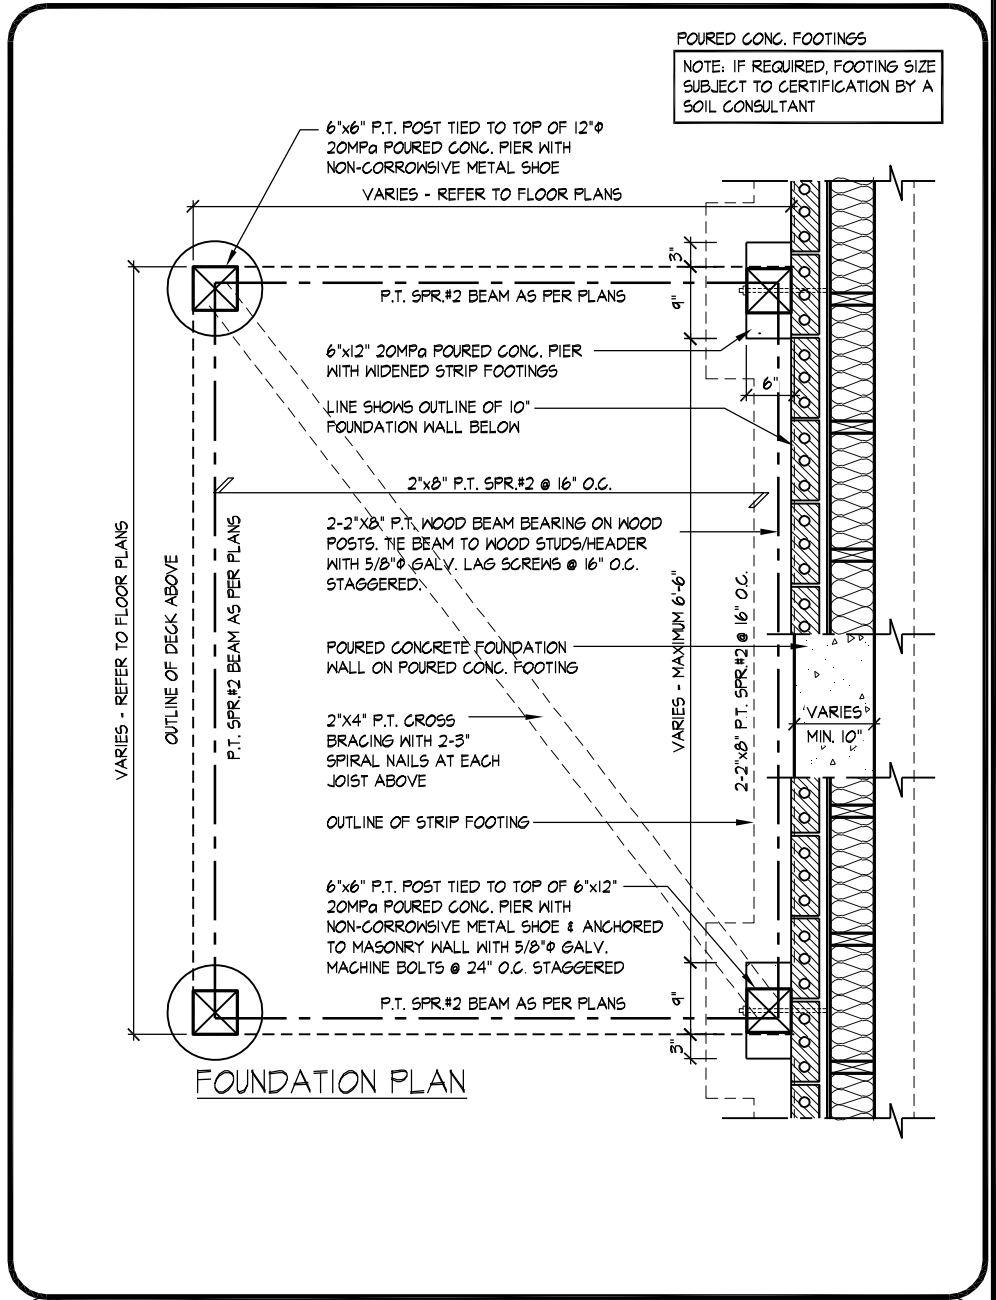 POURED CONC. FOOTINGS
NOTE: IF REQUIRED, FOOTING SIZE
SUBJECT TO CERTIFICATION BY A
SOIL CONSULTANT
6"x6" P.T. POST TIED TO TOP OF 12"Φ
20MPa POURED CONC. PIER WITH
NON-CORROWSIVE METAL SHOE
VARIES - REFER TO FLOOR PLANS
3"
P.T. SPR.#2 BEAM AS PER PLANS
9"
6"x12" 20MPa POURED CONC. PIER
WITH WIDENED STRIP FOOTINGS
6"
LINE SHOWS OUTLINE OF 10"
FOUNDATION WALL BELOW
2"x8" P.T. SPR.#2 @ 16" O.C.
2-2"X8" P.T. WOOD BEAM BEARING ON WOOD
POSTS. TIE BEAM TO WOOD STUDS/HEADER
WITH 5/8"Φ GALV. LAG SCREWS @ 16" O.C.
STAGGERED.
VARIES - REFER TO FLOOR PLANS
OUTLINE OF DECK ABOVE
P.T. SPR.#2 BEAM AS PER PLANS
VARIES - MAXIMUM 6'-6"
2-2"x8" P.T. SPR.#2 @ 16" O.C.
POURED CONCRETE FOUNDATION
WALL ON POURED CONC. FOOTING
VARIES
MIN. 10"
2"X4" P.T. CROSS
BRACING WITH 2-3"
SPIRAL NAILS AT EACH
JOIST ABOVE
OUTLINE OF STRIP FOOTING
6"x6" P.T. POST TIED TO TOP OF 6"x12"
20MPa POURED CONC. PIER WITH
NON-CORROWSIVE METAL SHOE & ANCHORED
TO MASONRY WALL WITH 5/8"Φ GALV.
MACHINE BOLTS @ 24" O.C. STAGGERED
P.T. SPR.#2 BEAM AS PER PLANS
9"
3"
FOUNDATION PLAN